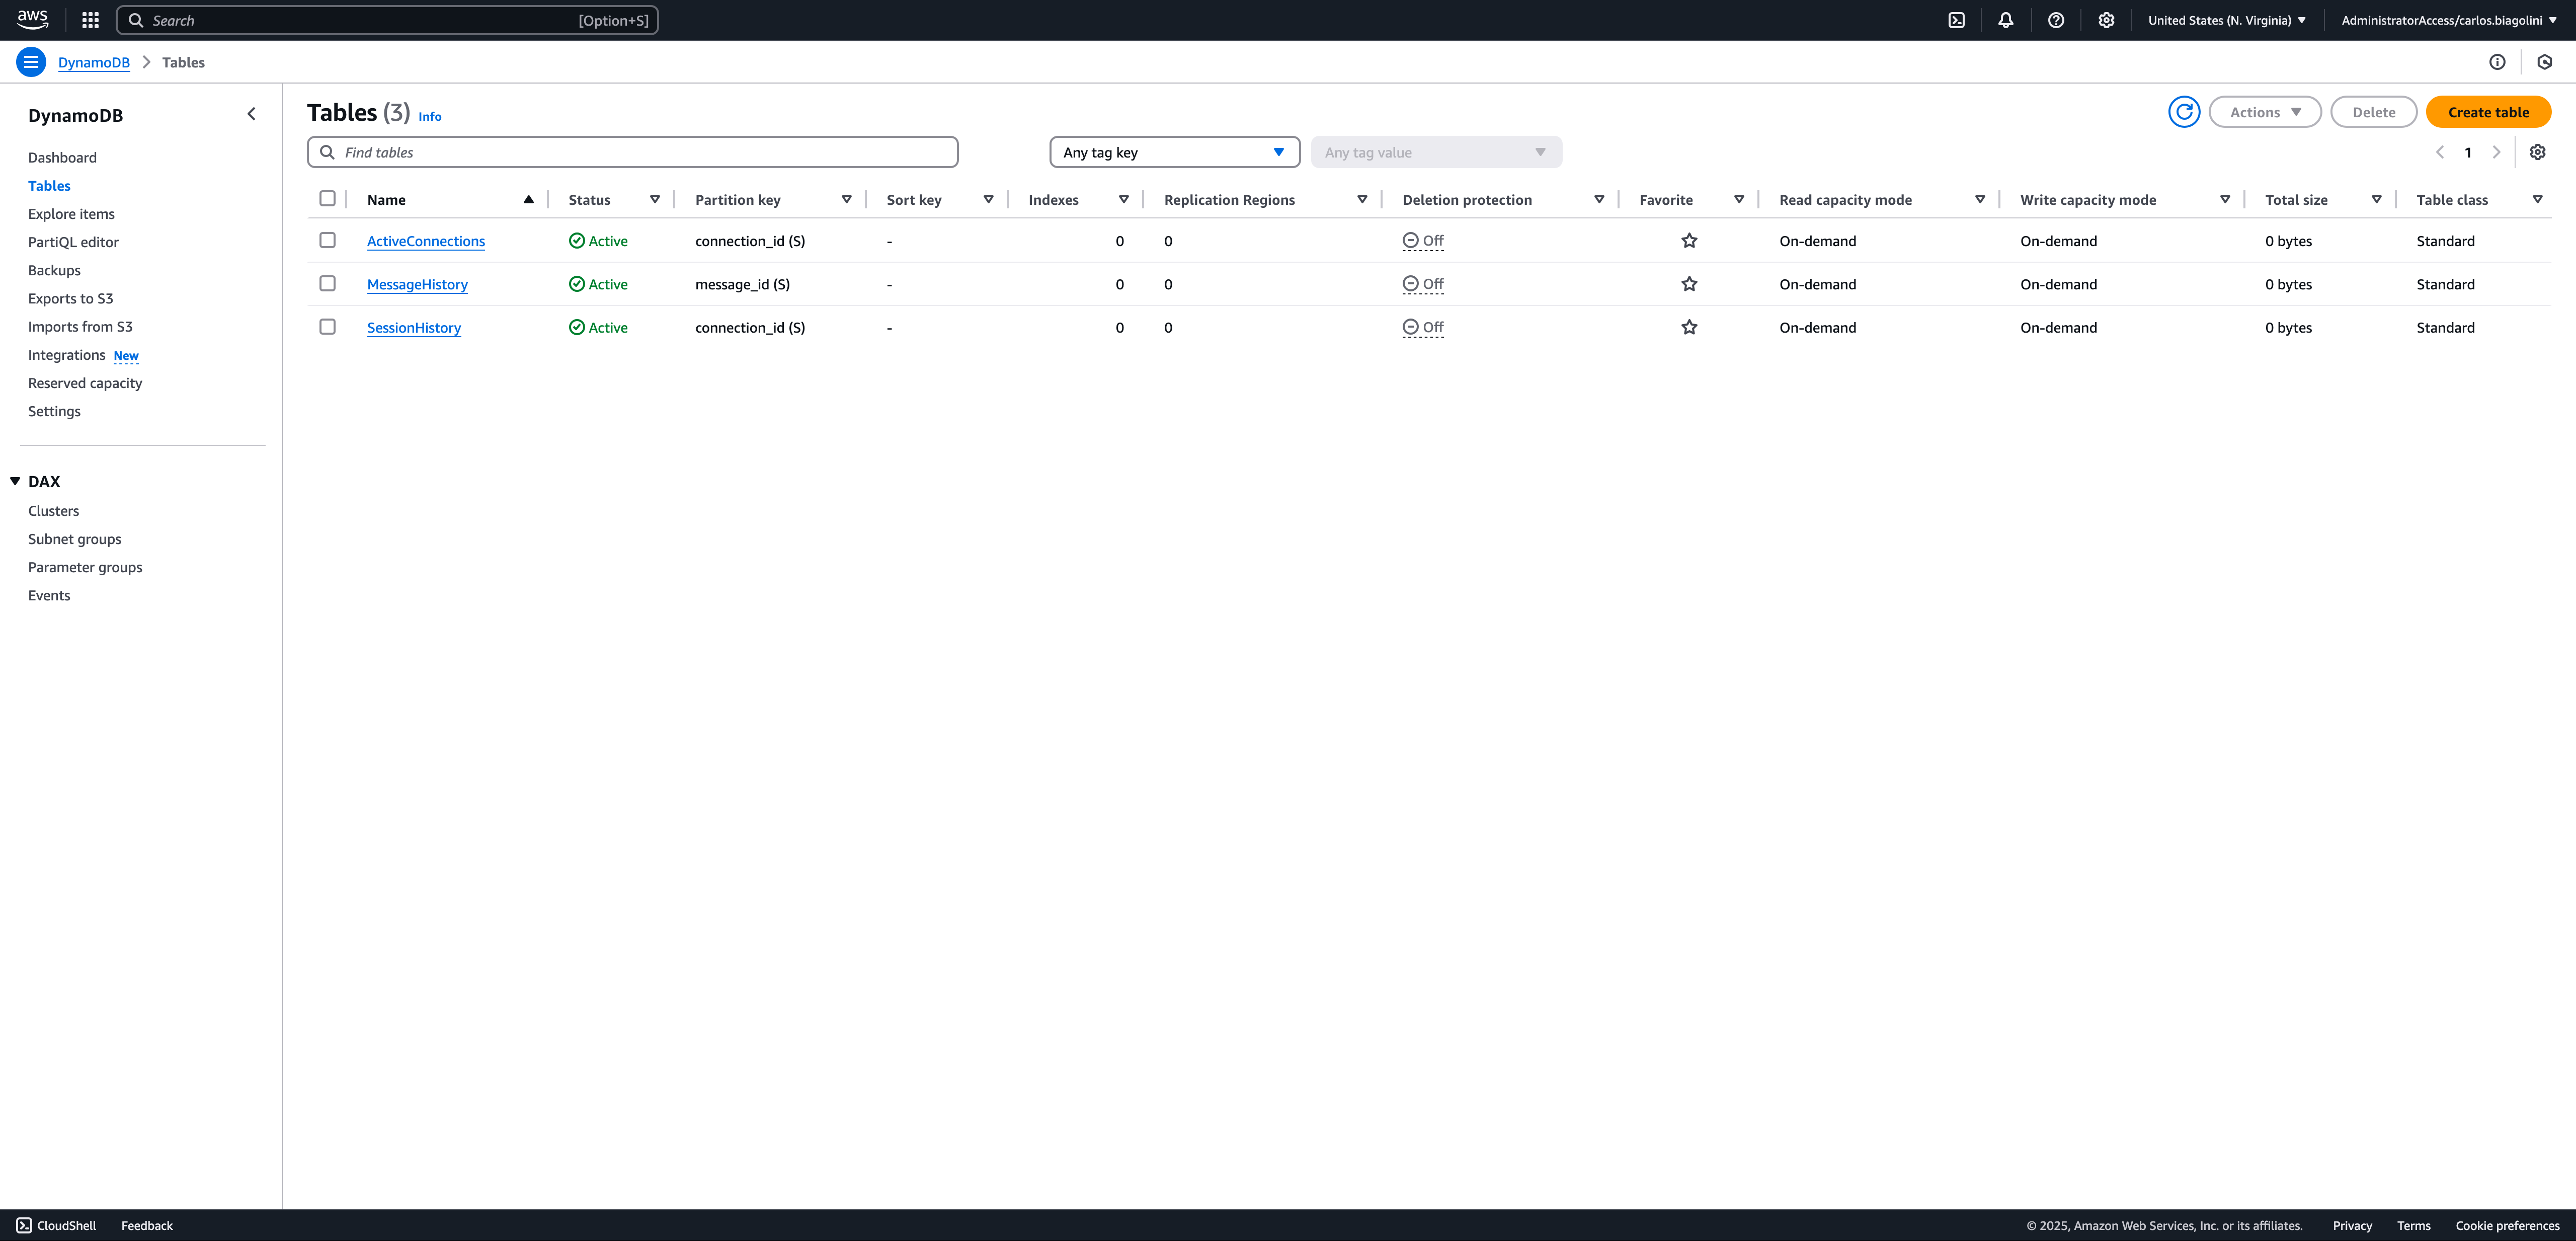 aws
Search [Option+S]
United States (N. Virginia)
AdministratorAccess/carlos.biagolini
DynamoDB > Tables
DynamoDB
Dashboard
Tables
Explore items
PartiQL editor
Backups
Exports to S3
Imports from S3
Integrations New
Reserved capacity
Settings
DAX
Clusters
Subnet groups
Parameter groups
Events
Tables (3) Info
Actions Delete Create table
Find tables Any tag key Any tag value 1
Name Status Partition key Sort key Indexes Replication Regions Deletion protection Favorite Read capacity mode Write capacity mode Total size Table class
ActiveConnections Active connection_id (S) - 0 0 Off On-demand On-demand 0 bytes Standard
MessageHistory Active message_id (S) - 0 0 Off On-demand On-demand 0 bytes Standard
SessionHistory Active connection_id (S) - 0 0 Off On-demand On-demand 0 bytes Standard
CloudShell Feedback © 2025, Amazon Web Services, Inc. or its affiliates. Privacy Terms Cookie preferences